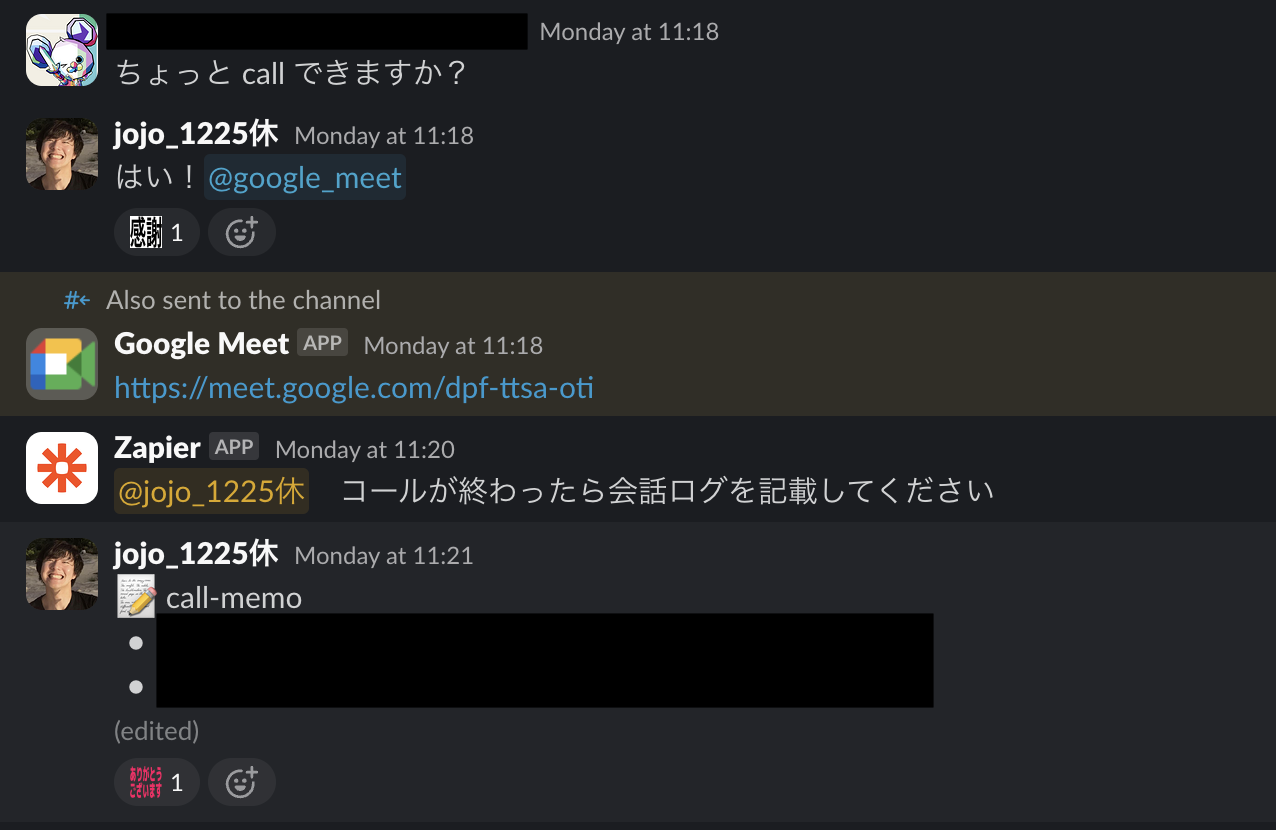 Monday at 11:18
ちょっと call できますか？
jojo_1225休 Monday at 11:18
はい！@google_meet
感謝 1
#← Also sent to the channel
Google Meet APP Monday at 11:18
https://meet.google.com/dpf-ttsa-oti
Zapier APP Monday at 11:20
@jojo_1225休 コールが終わったら会話ログを記載してください
jojo_1225休 Monday at 11:21
call-memo
(edited)
ありがとう
ございます 1